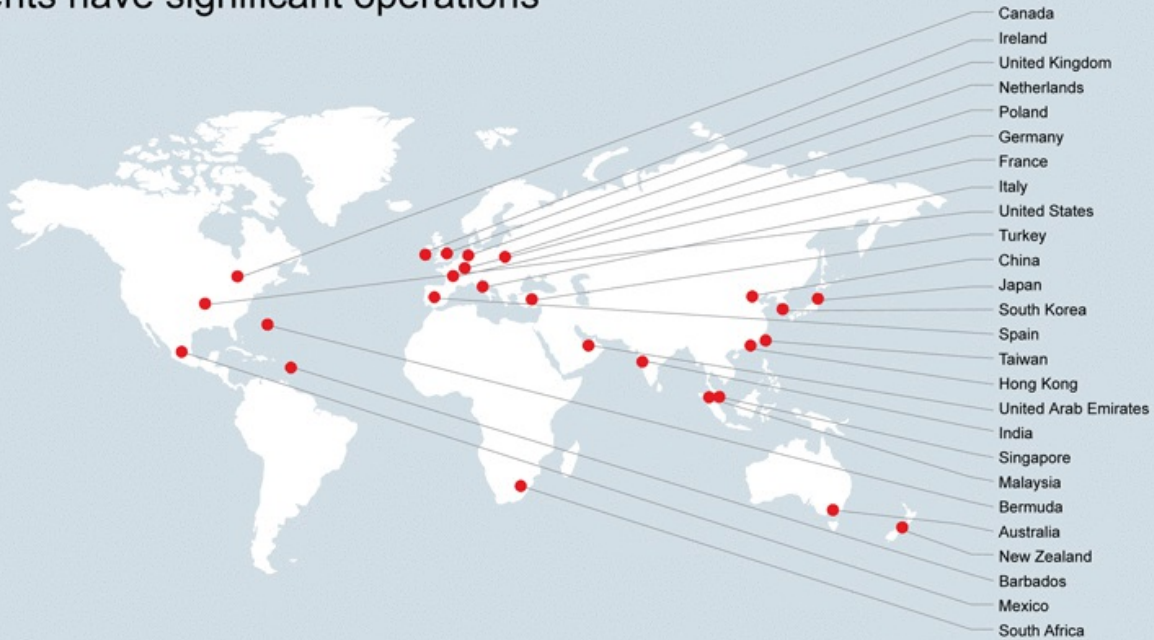 have significant operations
Canada
Ireland
United Kingdom
Netherlands
Poland
Germany
France
Italy
United States
Turkey
China
Japan
South Korea
Spain
Taiwan
Hong Kong
United Arab Emirates
India
Singapore
Malaysia
Bermuda
Australia
New Zealand
Barbados
Mexico
South Africa